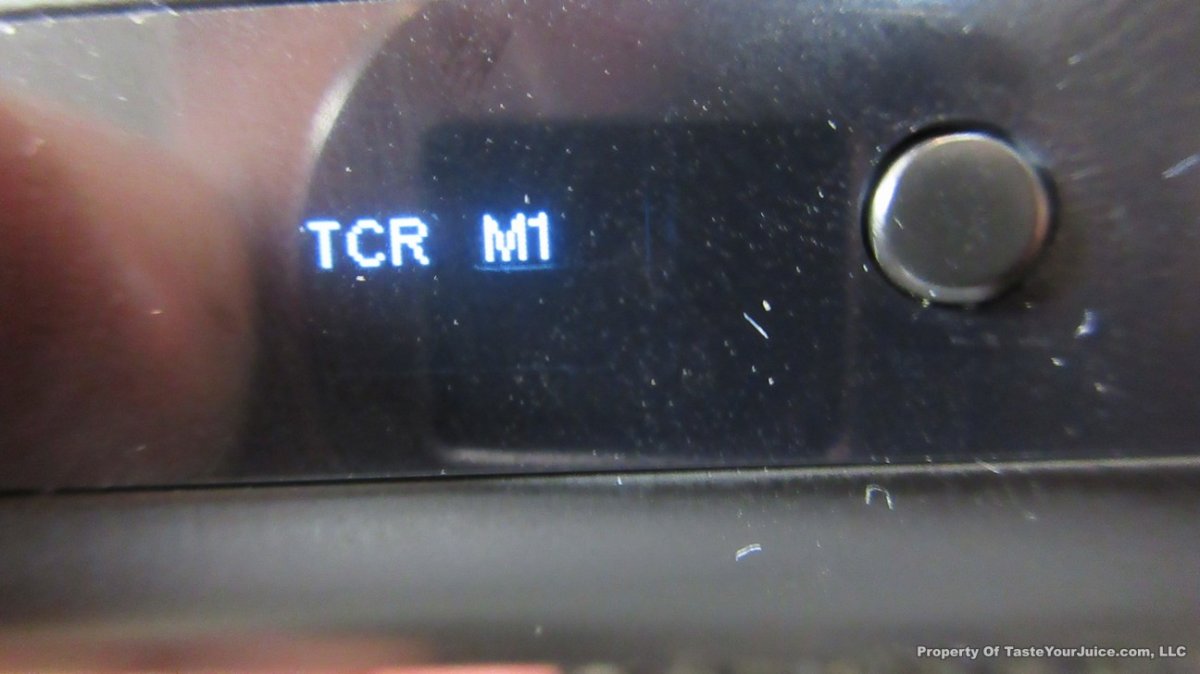 TCR M1
Property Of TasteYourJuice.com, LLC